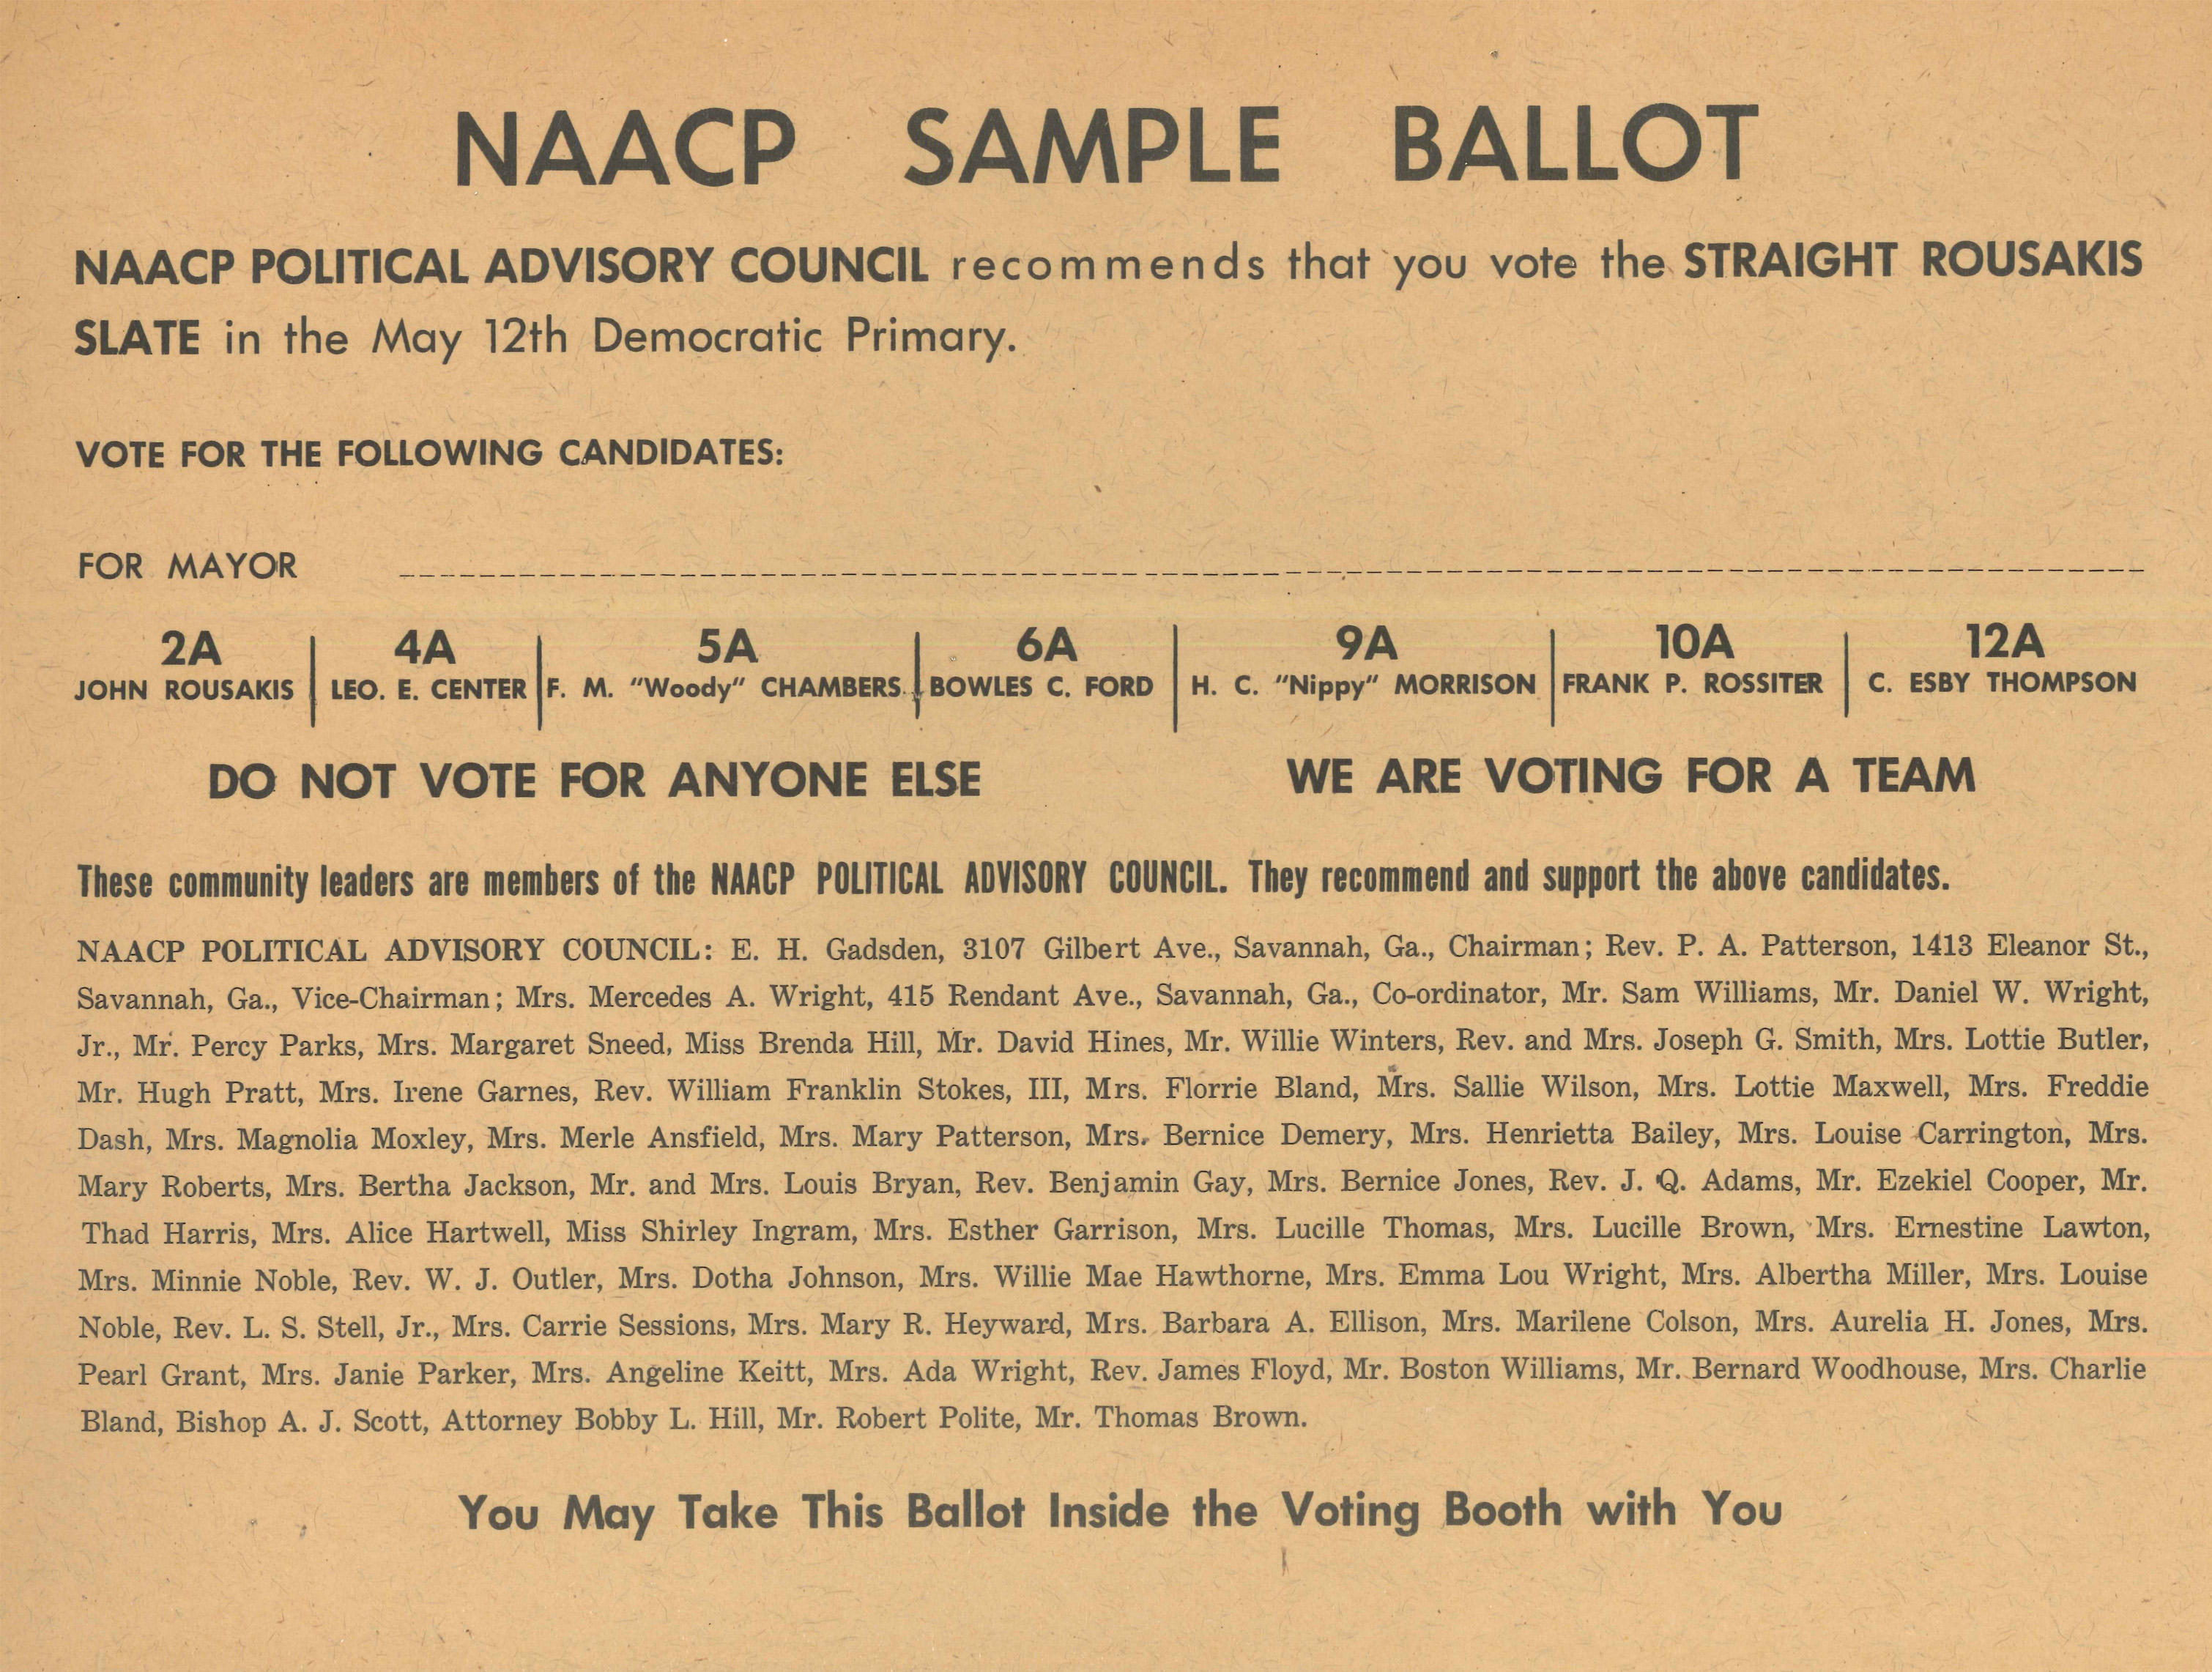 NAACP SAMPLE BALLOT
NAACP POLITICAL ADVISORY COUNCIL recommends that you vote the STRAIGHT ROUSAKIS
SLATE in the May 12th Democratic Primary.
VOTE FOR THE FOLLOWING CANDIDATES:
FOR MAYOR
2A
JOHN ROUSAKIS
4A
LEO. E. CENTER
5A
F. M. "Woody" CHAMBERS
6A
BOWLES C. FORD
9A
H. C. "Nippy" MORRISON
10A
FRANK P. ROSSITER
12A
C. ESBY THOMPSON
DO NOT VOTE FOR ANYONE ELSE
WE ARE VOTING FOR A TEAM
These community leaders are members of the NAACP POLITICAL ADVISORY COUNCIL. They recommend and support the above candidates.
NAACP POLITICAL ADVISORY COUNCIL: E. H. Gadsden, 3107 Gilbert Ave., Savannah, Ga., Chairman; Rev. P. A. Patterson, 1413 Eleanor St.,
Savannah, Ga., Vice-Chairman; Mrs. Mercedes A. Wright, 415 Rendant Ave., Savannah, Ga., Co-ordinator, Mr. Sam Williams, Mr. Daniel W. Wright,
Jr., Mr. Percy Parks, Mrs. Margaret Sneed, Miss Brenda Hill, Mr. David Hines, Mr. Willie Winters, Rev. and Mrs. Joseph G. Smith, Mrs. Lottie Butler,
Mr. Hugh Pratt, Mrs. Irene Garnes, Rev. William Franklin Stokes, III, Mrs. Florrie Bland, Mrs. Sallie Wilson, Mrs. Lottie Maxwell, Mrs. Freddie
Dash, Mrs. Magnolia Moxley, Mrs. Merle Ansfield, Mrs. Mary Patterson, Mrs. Bernice Demery, Mrs. Henrietta Bailey, Mrs. Louise Carrington, Mrs.
Mary Roberts, Mrs. Bertha Jackson, Mr. and Mrs. Louis Bryan, Rev. Benjamin Gay, Mrs. Bernice Jones, Rev. J. Q. Adams, Mr. Ezekiel Cooper, Mr.
Thad Harris, Mrs. Alice Hartwell, Miss Shirley Ingram, Mrs. Esther Garrison, Mrs. Lucille Thomas, Mrs. Lucille Brown, Mrs. Ernestine Lawton,
Mrs. Minnie Noble, Rev. W. J. Outler, Mrs. Dotha Johnson, Mrs. Willie Mae Hawthorne, Mrs. Emma Lou Wright, Mrs. Albertha Miller, Mrs. Louise
Noble, Rev. L. S. Stell, Jr., Mrs. Carrie Sessions, Mrs. Mary R. Heyward, Mrs. Barbara A. Ellison, Mrs. Marilene Colson, Mrs. Aurelia H. Jones, Mrs.
Pearl Grant, Mrs. Janie Parker, Mrs. Angeline Keitt, Mrs. Ada Wright, Rev. James Floyd, Mr. Boston Williams, Mr. Bernard Woodhouse, Mrs. Charlie
Bland, Bishop A. J. Scott, Attorney Bobby L. Hill, Mr. Robert Polite, Mr. Thomas Brown.
You May Take This Ballot Inside the Voting Booth with You